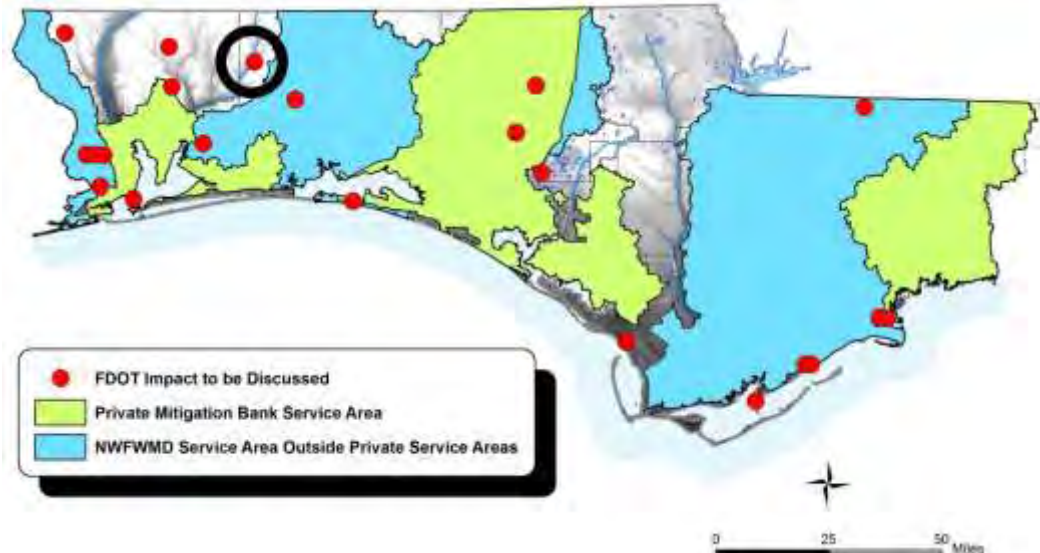 FDOT Impact to be Discussed
Private Mitigation Bank Service Area
NWFWMD Service Area Outside Private Service Areas
0 25 50
Miles